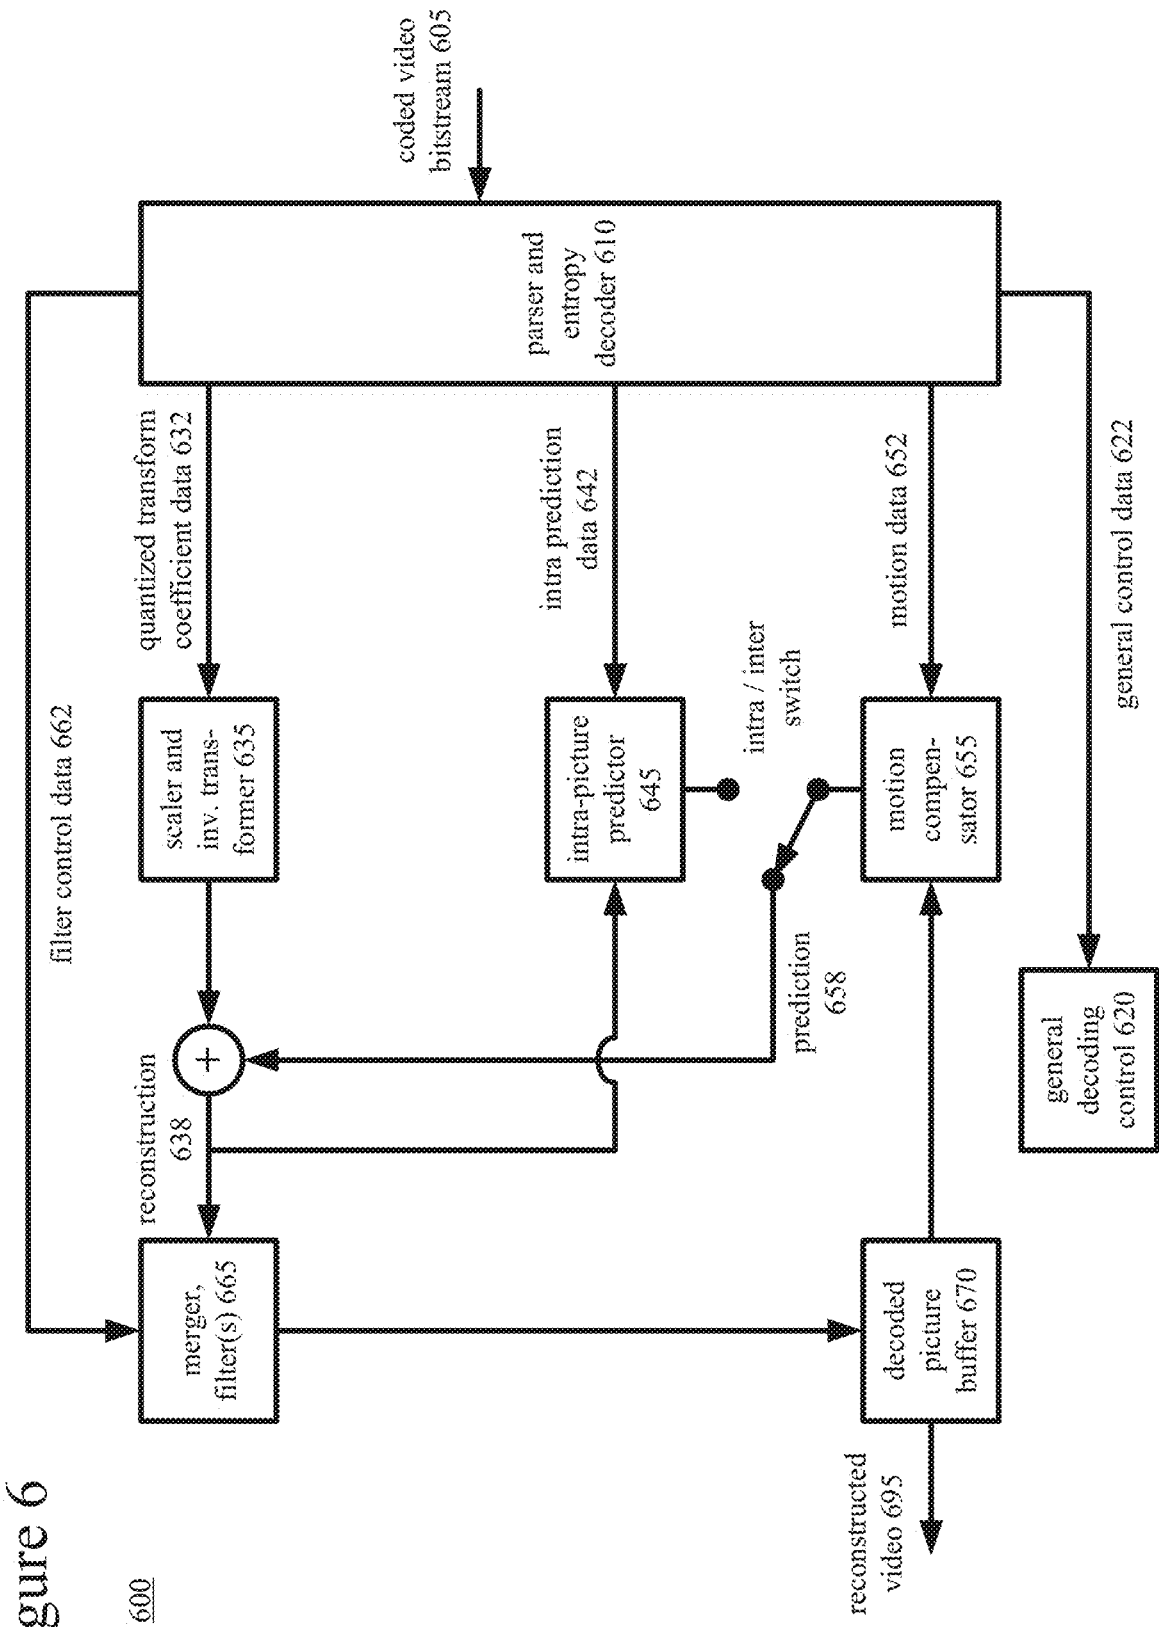 gure 6
600
coded video
bitstream 605
parser and
entropy
decoder 610
filter control data 662
quantized transform
coefficient data 632
intra prediction
data 642
motion data 652
general control data 622
scaler and
inv. trans-
former 635
intra-picture
predictor
645
intra / inter
switch
motion
compen-
sator 655
+
reconstruction
638
prediction
658
general
decoding
control 620
merger,
filter(s) 665
decoded
picture
buffer 670
reconstructed
video 695